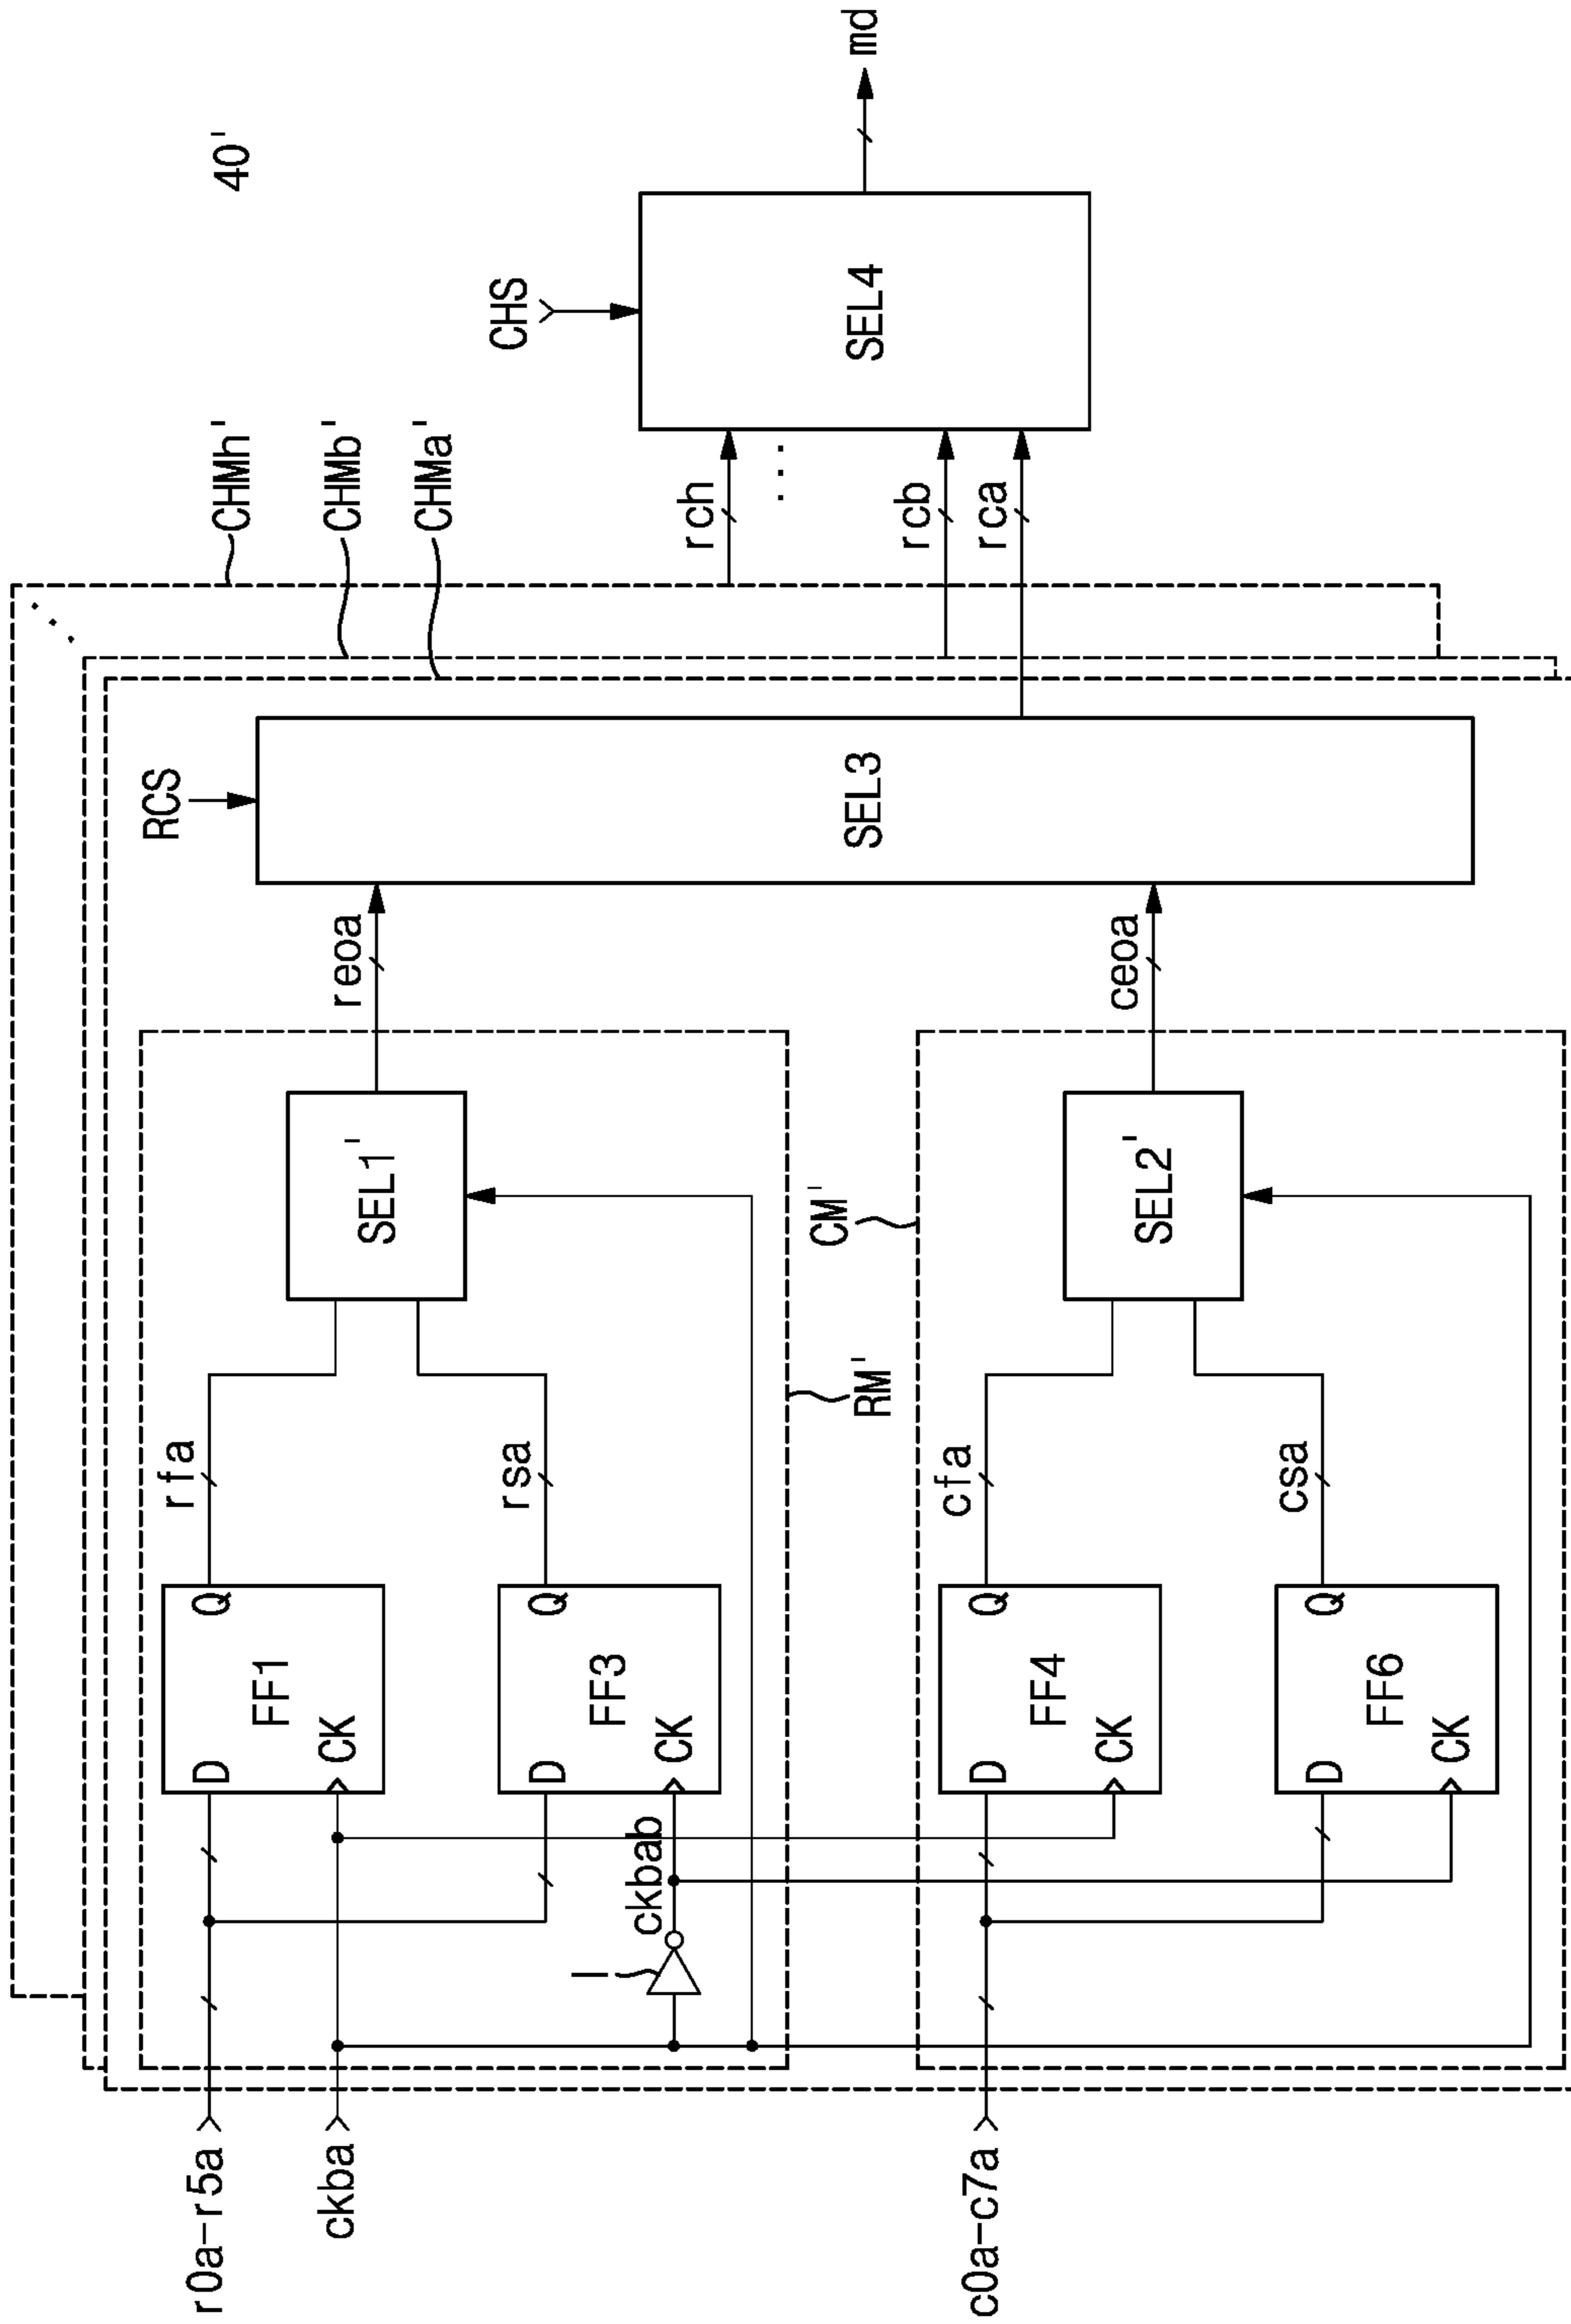 40'
CHMh'
CHMb'
CHMa'
RCS
CHS
r0a-r5a
ckba
D
Q
FF1
CK
rfa
SEL1'
reoa
D
Q
FF3
CK
rsa
I
ckbab
RM'
SEL3
rch
...
rcb
rca
SEL4
md
CM'
c0a-c7a
D
Q
FF4
CK
cfa
SEL2'
ceoa
D
Q
FF6
CK
csa